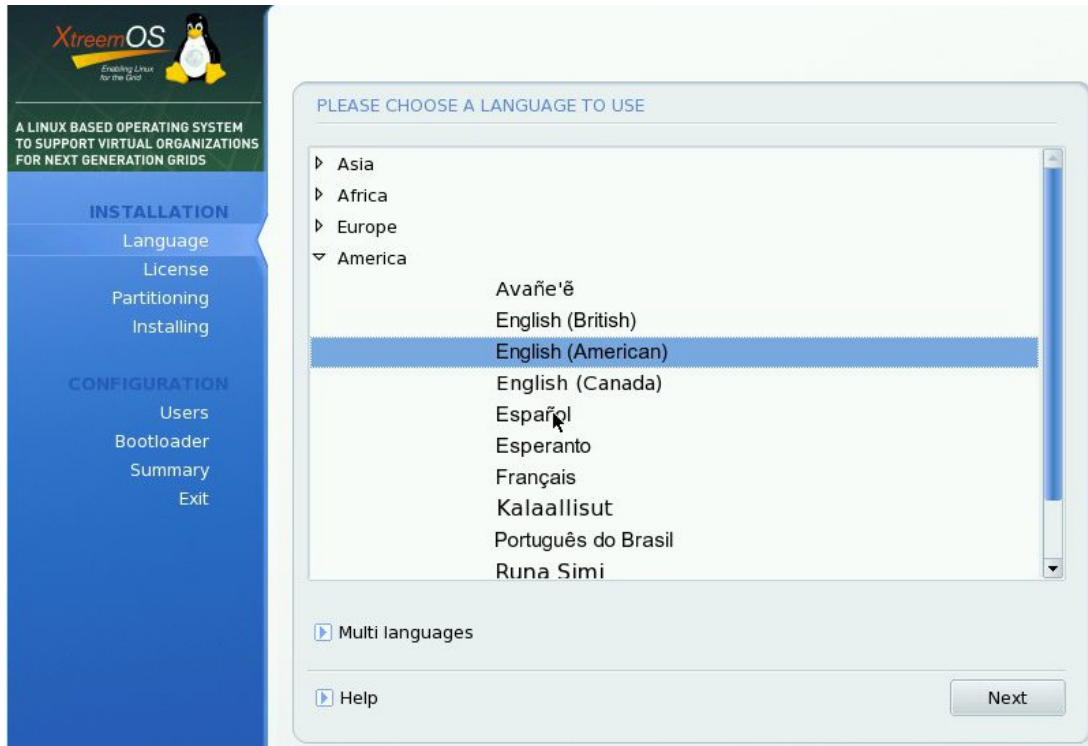 XtreemOS
Enabling Linux
for the Grid
A LINUX BASED OPERATING SYSTEM
TO SUPPORT VIRTUAL ORGANIZATIONS
FOR NEXT GENERATION GRIDS
INSTALLATION
Language
License
Partitioning
Installing
CONFIGURATION
Users
Bootloader
Summary
Exit
PLEASE CHOOSE A LANGUAGE TO USE
Asia
Africa
Europe
America
Avañe'ẽ
English (British)
English (American)
English (Canada)
Español
Esperanto
Français
Kalaallisut
Português do Brasil
Runa Simi
Multi languages
Help
Next